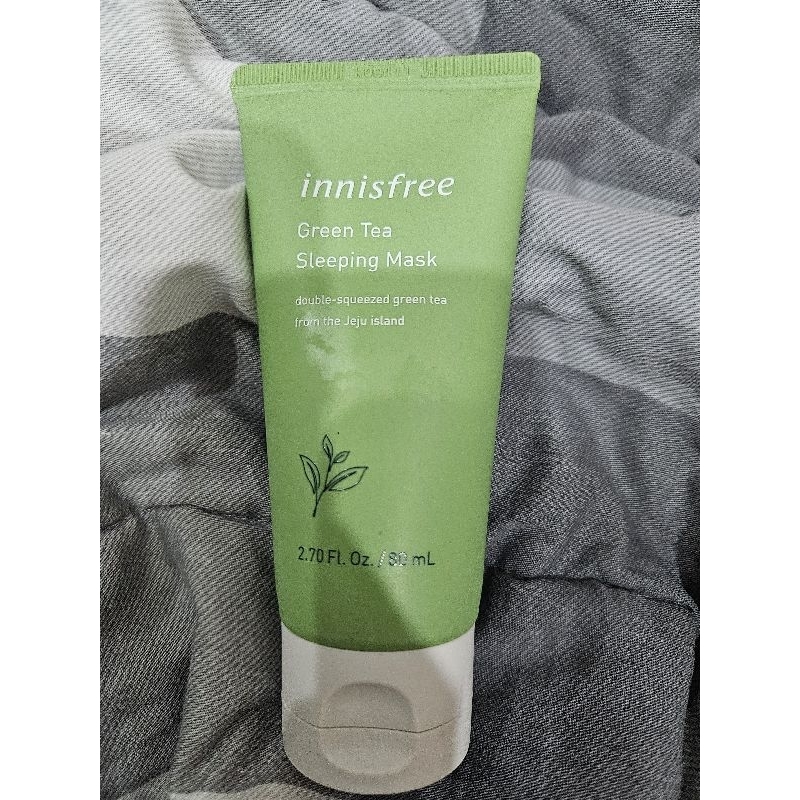 innisfree
Green Tea
Sleeping Mask
double-squeezed green tea
from the Jeju island
2.70 Fl. Oz. / 80 mL